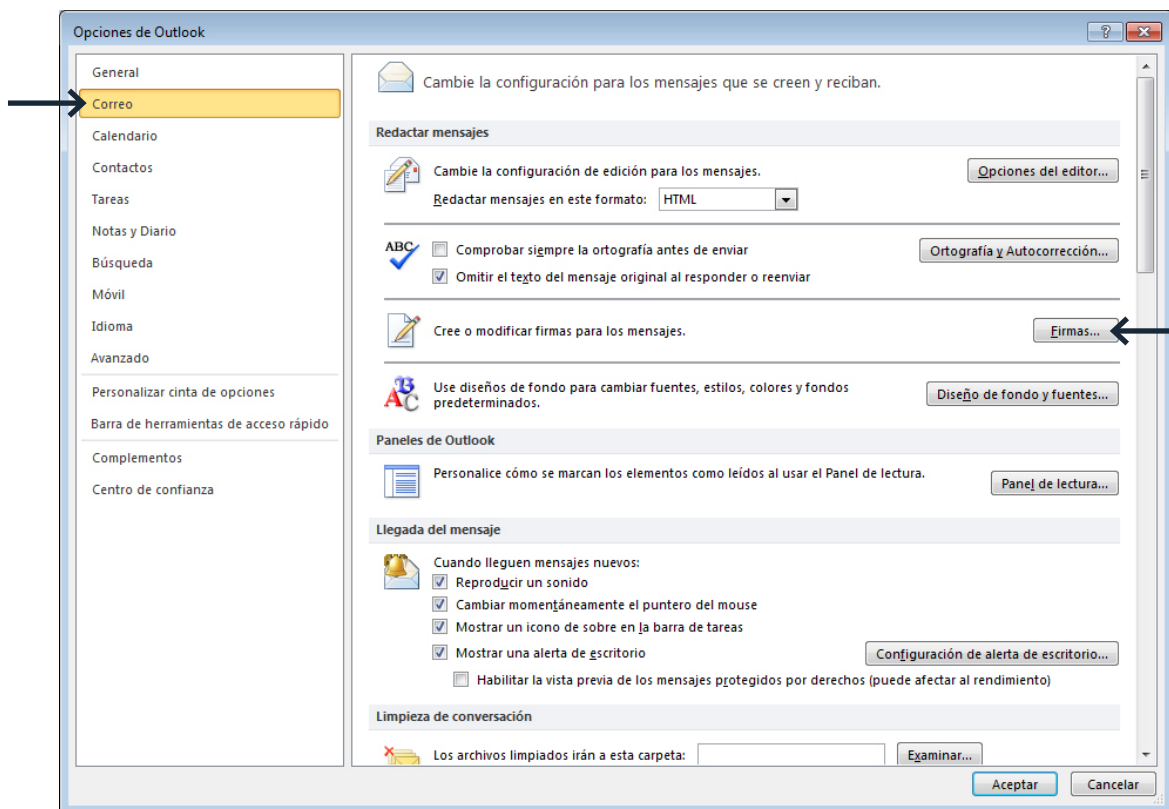 Opciones de Outlook
General
Correo
Calendario
Contactos
Tareas
Notas y Diario
Búsqueda
Móvil
Idioma
Avanzado
Personalizar cinta de opciones
Barra de herramientas de acceso rápido
Complementos
Centro de confianza
Cambie la configuración para los mensajes que se creen y reciban.
Redactar mensajes
Cambie la configuración de edición para los mensajes.
Opciones del editor...
Redactar mensajes en este formato: HTML
ABC
Comprobar siempre la ortografía antes de enviar
Ortografía y Autocorrección...
Omitir el texto del mensaje original al responder o reenviar
Cree o modificar firmas para los mensajes.
Firmas...
Use diseños de fondo para cambiar fuentes, estilos, colores y fondos
predeterminados.
Diseño de fondo y fuentes...
Paneles de Outlook
Personalice cómo se marcan los elementos como leídos al usar el Panel de lectura.
Panel de lectura...
Llegada del mensaje
Cuando lleguen mensajes nuevos:
Reproducir un sonido
Cambiar momentáneamente el puntero del mouse
Mostrar un icono de sobre en la barra de tareas
Mostrar una alerta de escritorio
Configuración de alerta de escritorio...
Habilitar la vista previa de los mensajes protegidos por derechos (puede afectar al rendimiento)
Limpieza de conversación
Los archivos limpiados irán a esta carpeta:
Examinar...
Aceptar
Cancelar